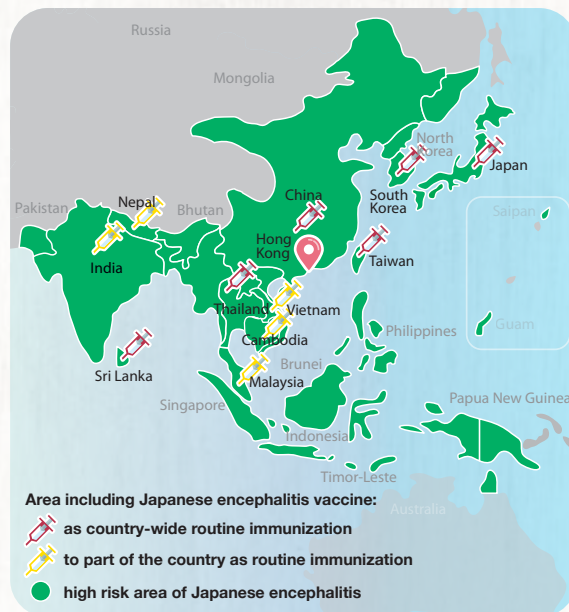 Russia
Mongolia
North
Korea
Japan
China
South
Korea
Pakistan
Nepal
Bhutan
Saipan
Hong
Kong
Taiwan
India
Thailand
Vietnam
Guam
Cambodia
Philippines
Sri Lanka
Brunei
Malaysia
Singapore
Papua New Guinea
Indonesia
Timor-Leste
Australia
Area including Japanese encephalitis vaccine:
as country-wide routine immunization
to part of the country as routine immunization
high risk area of Japanese encephalitis